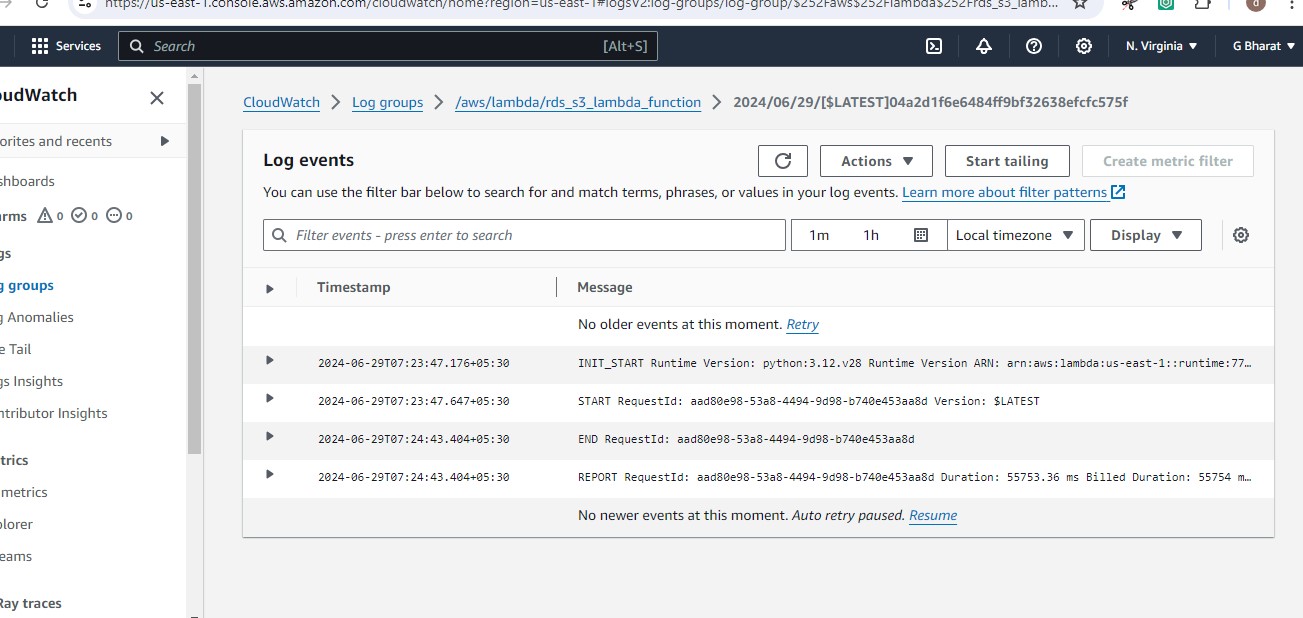 https://us-east-1.console.aws.amazon.com/cloudwatch/home?region=us-east-1#logsV2:log-groups/log-group/$252Faws$252Flambda$252Frds_s3_lamb...
Services Search [Alt+S] N. Virginia G Bharat
oudWatch
orites and recents
shboards
rms 0 0 0
gs
g groups
g Anomalies
e Tail
gs Insights
ntributor Insights
trics
metrics
plorer
eams
Ray traces
CloudWatch Log groups /aws/lambda/rds_s3_lambda_function 2024/06/29/[$LATEST]04a2d1f6e6484ff9bf32638efcfc575f
Log events
Actions Start tailing Create metric filter
You can use the filter bar below to search for and match terms, phrases, or values in your log events. Learn more about filter patterns
Filter events - press enter to search 1m 1h Local timezone Display
Timestamp Message
No older events at this moment. Retry
2024-06-29T07:23:47.176+05:30 INIT_START Runtime Version: python:3.12.v28 Runtime Version ARN: arn:aws:lambda:us-east-1::runtime:77…
2024-06-29T07:23:47.647+05:30 START RequestId: aad80e98-53a8-4494-9d98-b740e453aa8d Version: $LATEST
2024-06-29T07:24:43.404+05:30 END RequestId: aad80e98-53a8-4494-9d98-b740e453aa8d
2024-06-29T07:24:43.404+05:30 REPORT RequestId: aad80e98-53a8-4494-9d98-b740e453aa8d Duration: 55753.36 ms Billed Duration: 55754 m…
No newer events at this moment. Auto retry paused. Resume